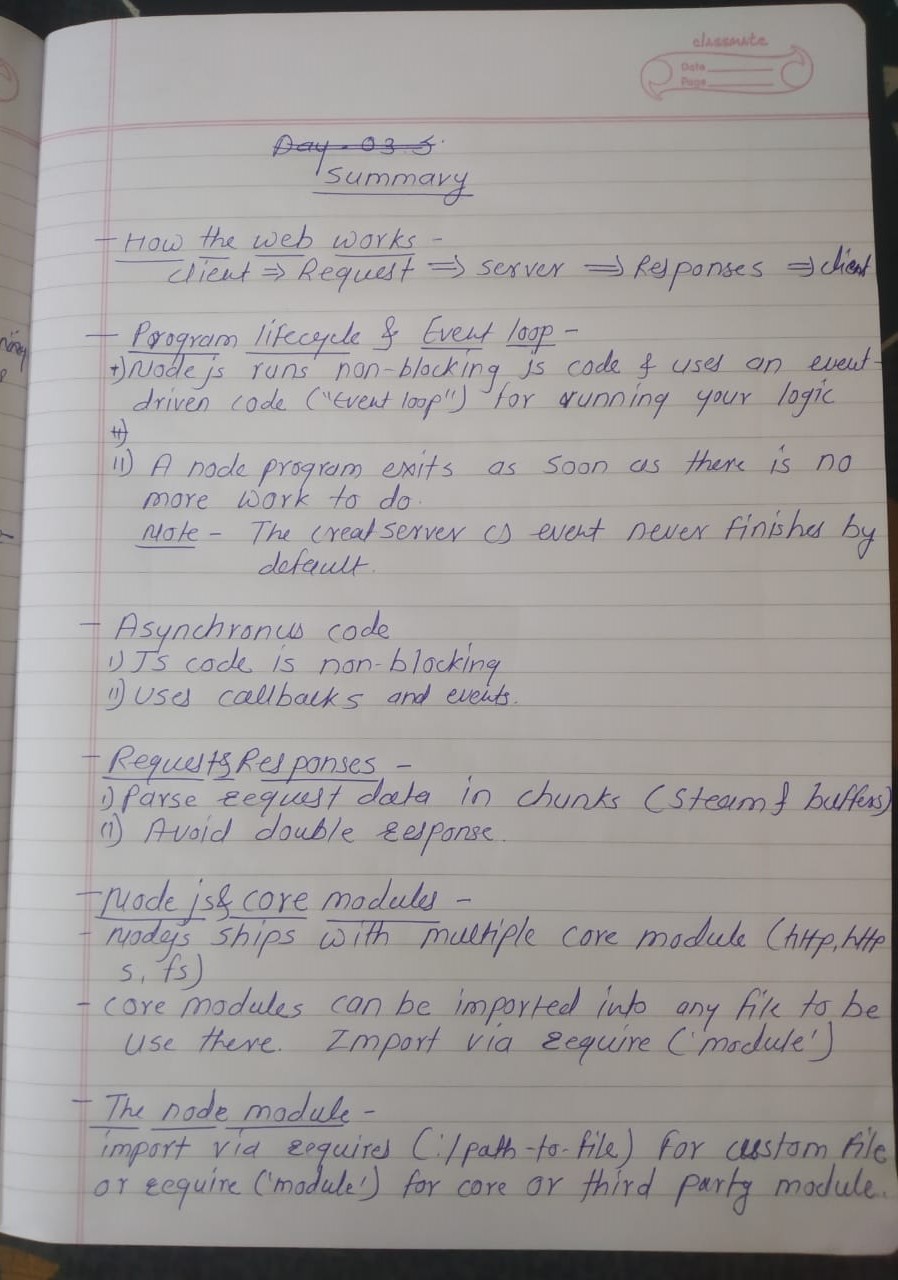 classmate
Date
Page
Day - 03
Summary
- How the web works -
client ⇒ Request ⇒ server ⇒ Responses ⇒ client
- Program lifecycle & Event loop -
i) Node js runs non-blocking js code & uses an event-
driven code ("Event loop") for running your logic
ii)
ii) A node program exits as soon as there is no
more work to do.
Note - The creatServer () event never finishes by
default.
- Asynchronus code
i) JS code is non-blocking
ii) Uses callbacks and events.
- Requests & Responses -
i) Parse request data in chunks (Steam & buffers)
ii) Avoid double response.
- Node js & core modules -
- Nodejs ships with multiple core module (http, http
s, fs)
- core modules can be imported into any file to be
use there. Import via require ('module')
- The node module -
import via requires (./path-to-file) for custom file
or require ('module') for core or third party module.